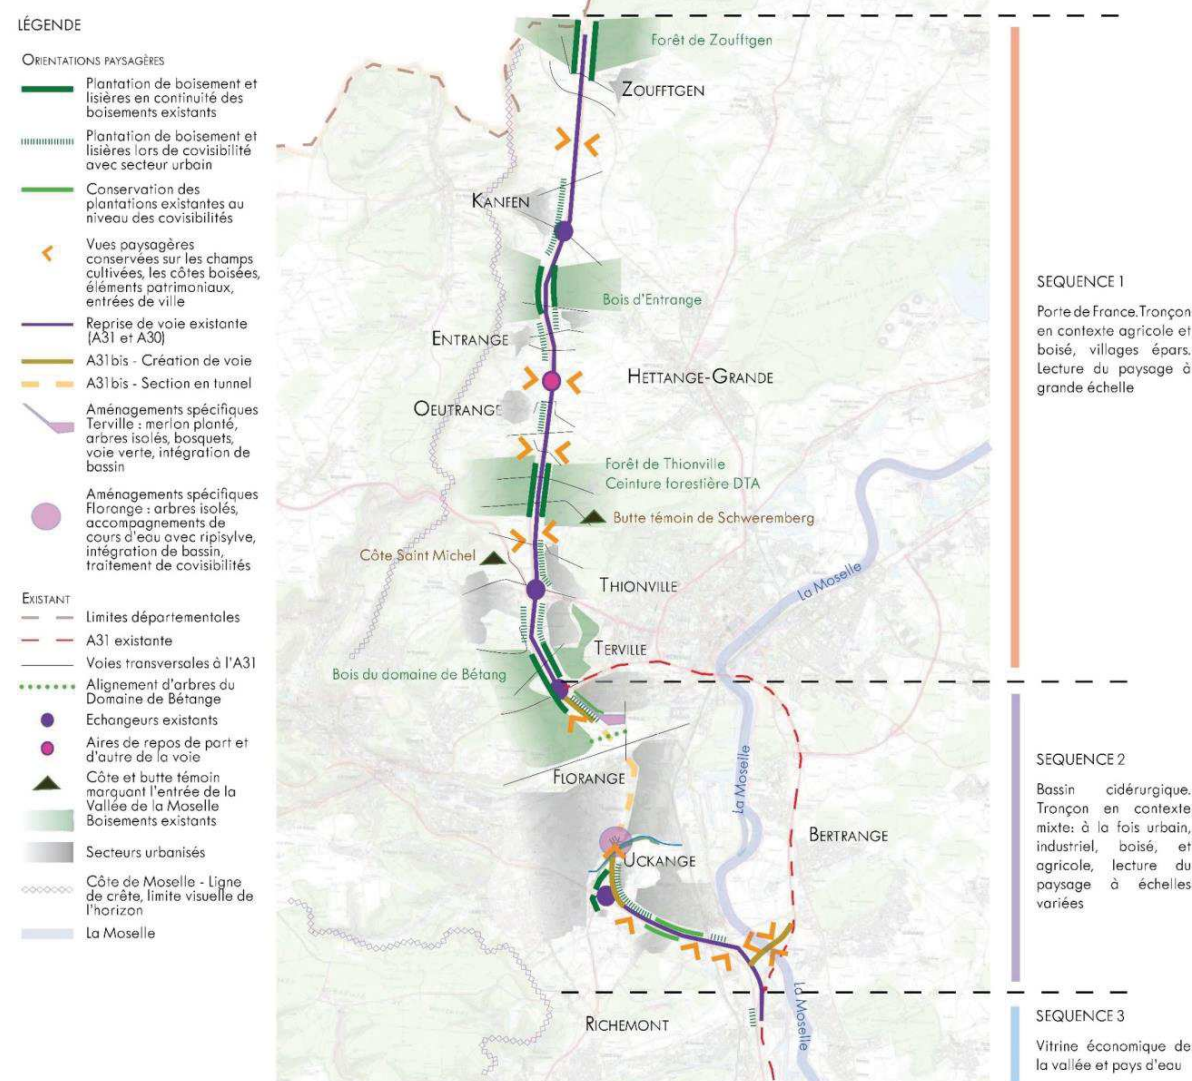 LÉGENDE
ORIENTATIONS PAYSAGÈRES
Plantation de boisement et
lisières en continuité des
boisements existants
Plantation de boisement et
lisières lors de covisibilité
avec secteur urbain
Conservation des
plantations existantes au
niveau des covisibilités
Vues paysagères
conservées sur les champs
cultivées, les côtes boisées,
éléments patrimoniaux,
entrées de ville
Reprise de voie existante
(A31 et A30)
A31bis - Création de voie
A31bis - Section en tunnel
Aménagements spécifiques
Terville : merlon planté,
arbres isolés, bosquets,
voie verte, intégration de
bassin
Aménagements spécifiques
Florange : arbres isolés,
accompagnements de
cours d'eau avec ripisylve,
intégration de bassin,
traitement de covisibilités
EXISTANT
Limites départementales
A31 existante
Voies transversales à l'A31
Alignement d'arbres du
Domaine de Bétange
Echangeurs existants
Aires de repos de part et
d'autre de la voie
Côte et butte témoin
marquant l'entrée de la
Vallée de la Moselle
Boisements existants
Secteurs urbanisés
Côte de Moselle - Ligne
de crête, limite visuelle de
l'horizon
La Moselle
Forêt de Zoufftgen
ZOUFFTGEN
KANFEN
Bois d'Entrange
ENTRANGE
HETTANGE-GRANDE
OEUTRANGE
Forêt de Thionville
Ceinture forestière DTA
Butte témoin de Schweremberg
Côte Saint Michel
THIONVILLE
La Moselle
TERVILLE
Bois du domaine de Bétang
FLORANGE
La Moselle
BERTRANGE
UCKANGE
La Moselle
RICHEMONT
SEQUENCE 1
Porte de France. Tronçon
en contexte agricole et
boisé, villages épars.
Lecture du paysage à
grande échelle
SEQUENCE 2
Bassin cidérurgique.
Tronçon en contexte
mixte: à la fois urbain,
industriel, boisé, et
agricole, lecture du
paysage à échelles
variées
SEQUENCE 3
Vitrine économique de
la vallée et pays d'eau